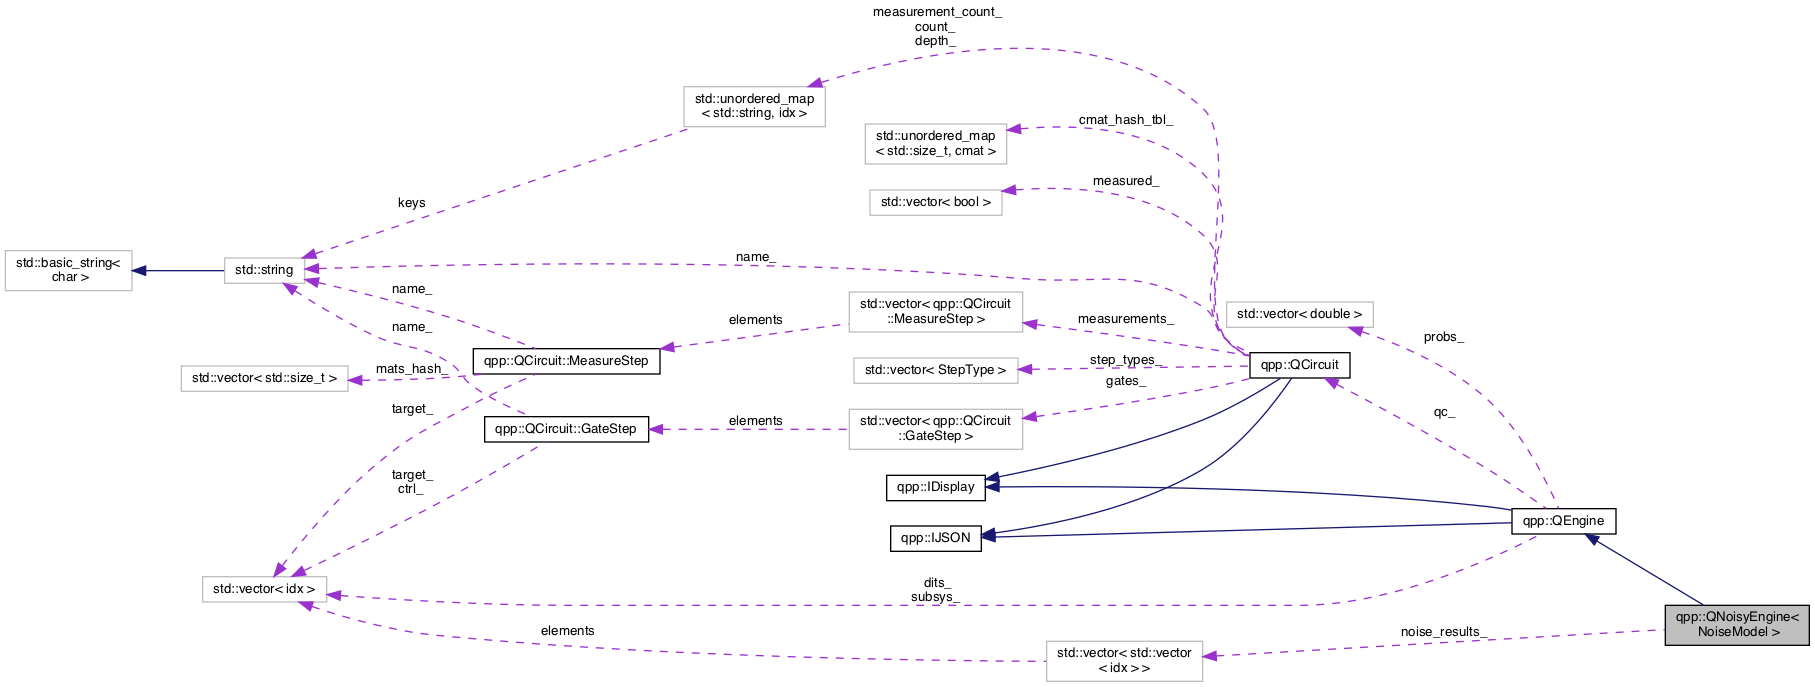 measurement_count_
count_
depth_
std::unordered_map
< std::string, idx >
cmat_hash_tbl_
std::unordered_map
< std::size_t, cmat >
measured_
std::vector< bool >
keys
std::basic_string<
char >
std::string
name_
name_
std::vector< qpp::QCircuit
::MeasureStep >
elements
measurements_
std::vector< double >
name_
probs_
qpp::QCircuit::MeasureStep
step_types_
qpp::QCircuit
mats_hash_
std::vector< std::size_t >
std::vector< StepType >
gates_
target_
qc_
elements
std::vector< qpp::QCircuit
::GateStep >
qpp::QCircuit::GateStep
target_
ctrl_
qpp::IDisplay
qpp::QEngine
qpp::IJSON
std::vector< idx >
dits_
subsys_
qpp::QNoisyEngine<
NoiseModel >
elements
noise_results_
std::vector< std::vector
< idx > >